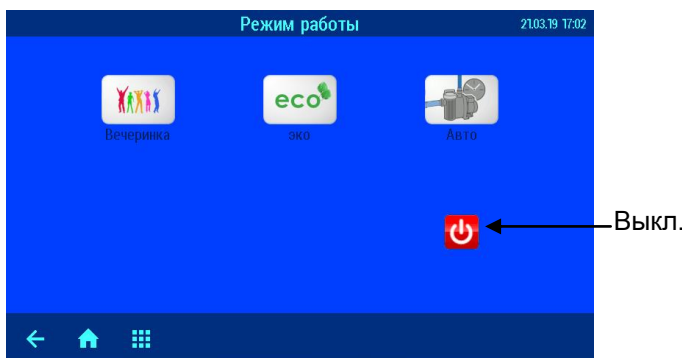 Режим работы 21.03.19 17:02
eco
Вечеринка эко Авто
Выкл.